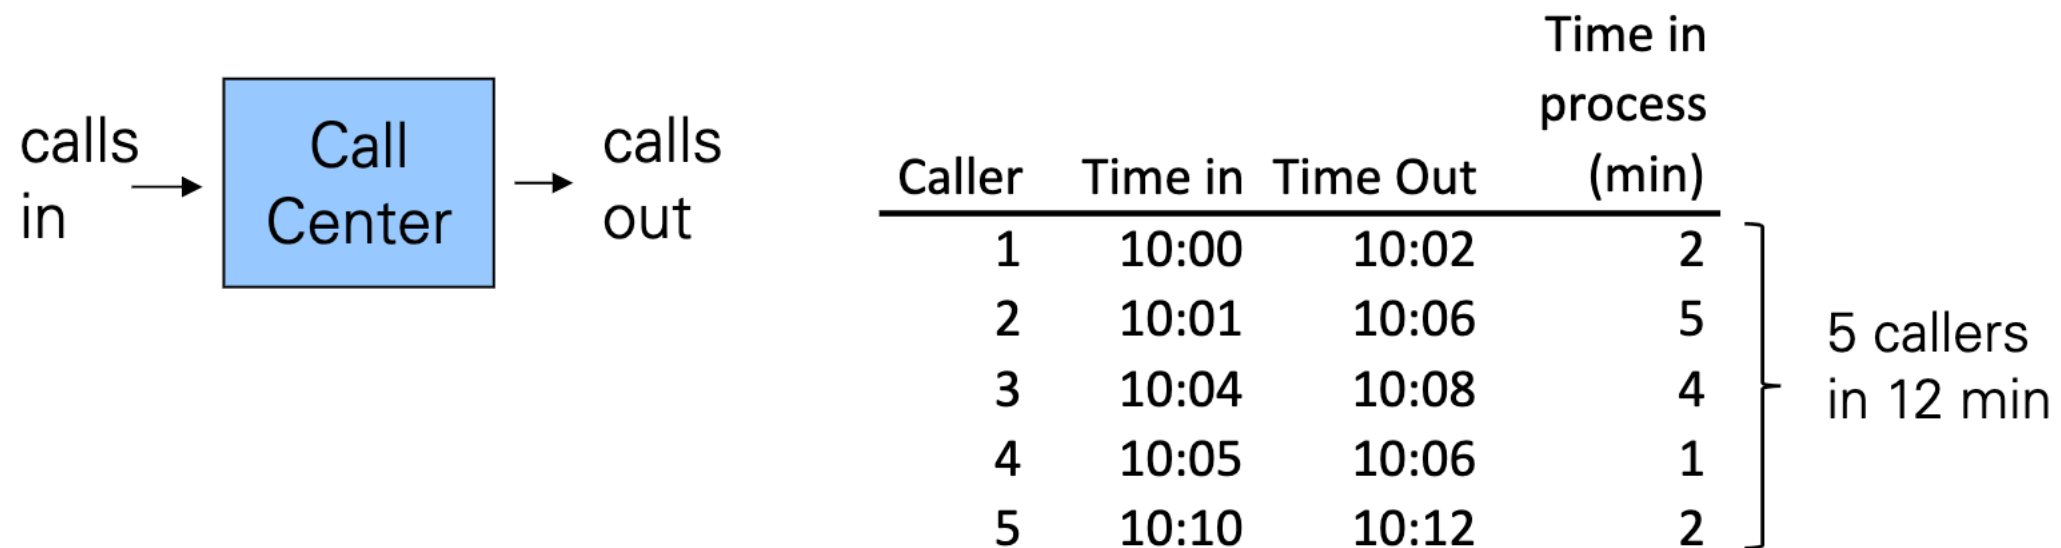 calls
in
Call
Center
calls
out
Time in
process
Caller Time in Time Out (min)
1 10:00 10:02 2
2 10:01 10:06 5
3 10:04 10:08 4
4 10:05 10:06 1
5 10:10 10:12 2
5 callers
in 12 min